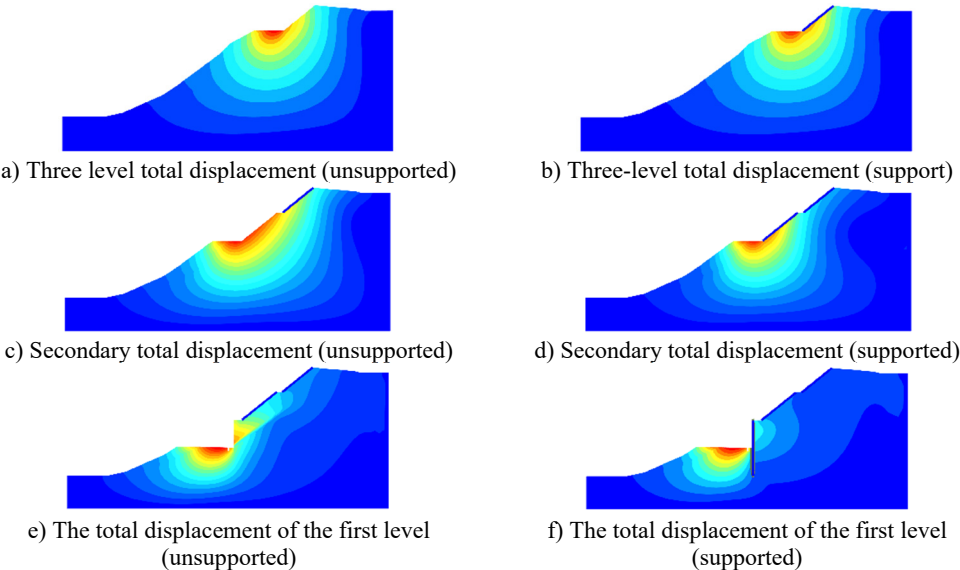 a) Three level total displacement (unsupported)
b) Three-level total displacement (support)
c) Secondary total displacement (unsupported)
d) Secondary total displacement (supported)
e) The total displacement of the first level
(unsupported)
f) The total displacement of the first level
(supported)